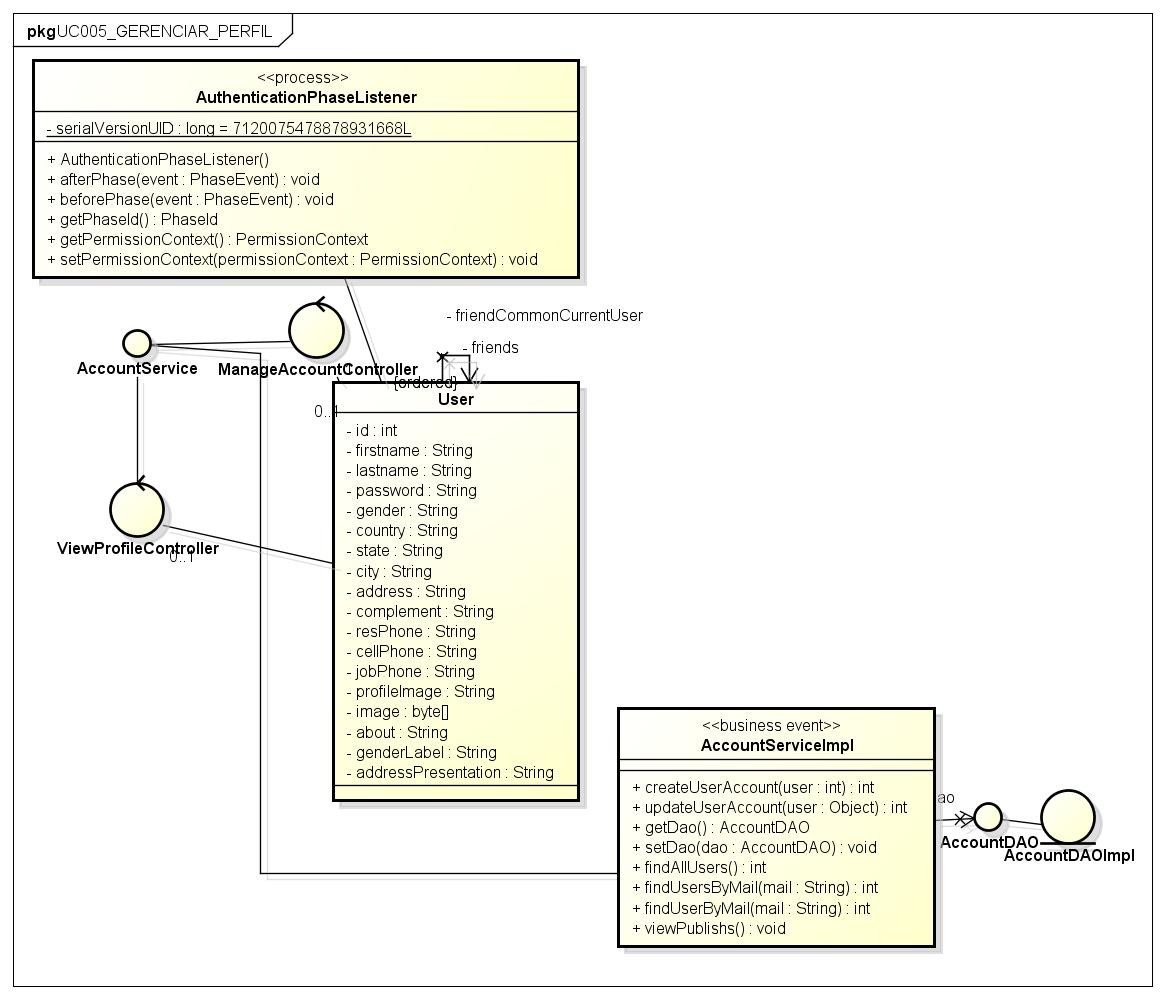 pkg UC005_GERENCIAR_PERFIL
<<process>>
AuthenticationPhaseListener
- serialVersionUID : long = 7120075478878931668L
+ AuthenticationPhaseListener()
+ afterPhase(event : PhaseEvent) : void
+ beforePhase(event : PhaseEvent) : void
+ getPhaseId() : PhaseId
+ getPermissionContext() : PermissionContext
+ setPermissionContext(permissionContext : PermissionContext) : void
- friendCommonCurrentUser
- friends
AccountService
ManageAccountController
{ordered}
0..1
User
- id : int
- firstname : String
- lastname : String
- password : String
- gender : String
- country : String
- state : String
- city : String
- address : String
- complement : String
- resPhone : String
- cellPhone : String
- jobPhone : String
- profileImage : String
- image : byte[]
- about : String
- genderLabel : String
- addressPresentation : String
ViewProfileController
0..1
<<business event>>
AccountServiceImpl
+ createUserAccount(user : int) : int
+ updateUserAccount(user : Object) : int
+ getDao() : AccountDAO
+ setDao(dao : AccountDAO) : void
+ findAllUsers() : int
+ findUsersByMail(mail : String) : int
+ findUserByMail(mail : String) : int
+ viewPublishs() : void
ao
AccountDAO
AccountDAOImpl